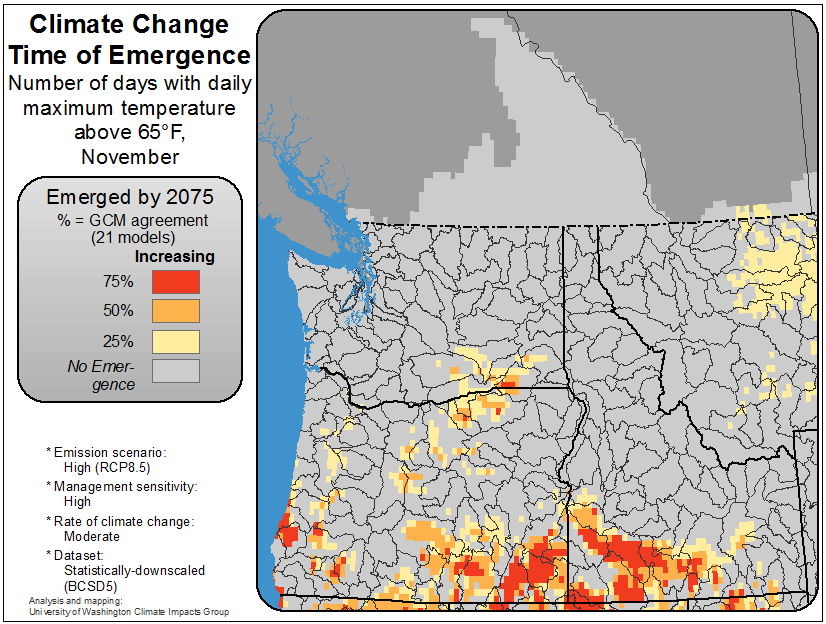 Climate Change
Time of Emergence
Number of days with daily
maximum temperature
above 65°F,
November
Emerged by 2075
% = GCM agreement
(21 models)
Increasing
75%
50%
25%
No Emer-
gence
* Emission scenario:
High (RCP8.5)
* Management sensitivity:
High
* Rate of climate change:
Moderate
* Dataset:
Statistically-downscaled
(BCSD5)
Analysis and mapping:
University of Washington Climate Impacts Group